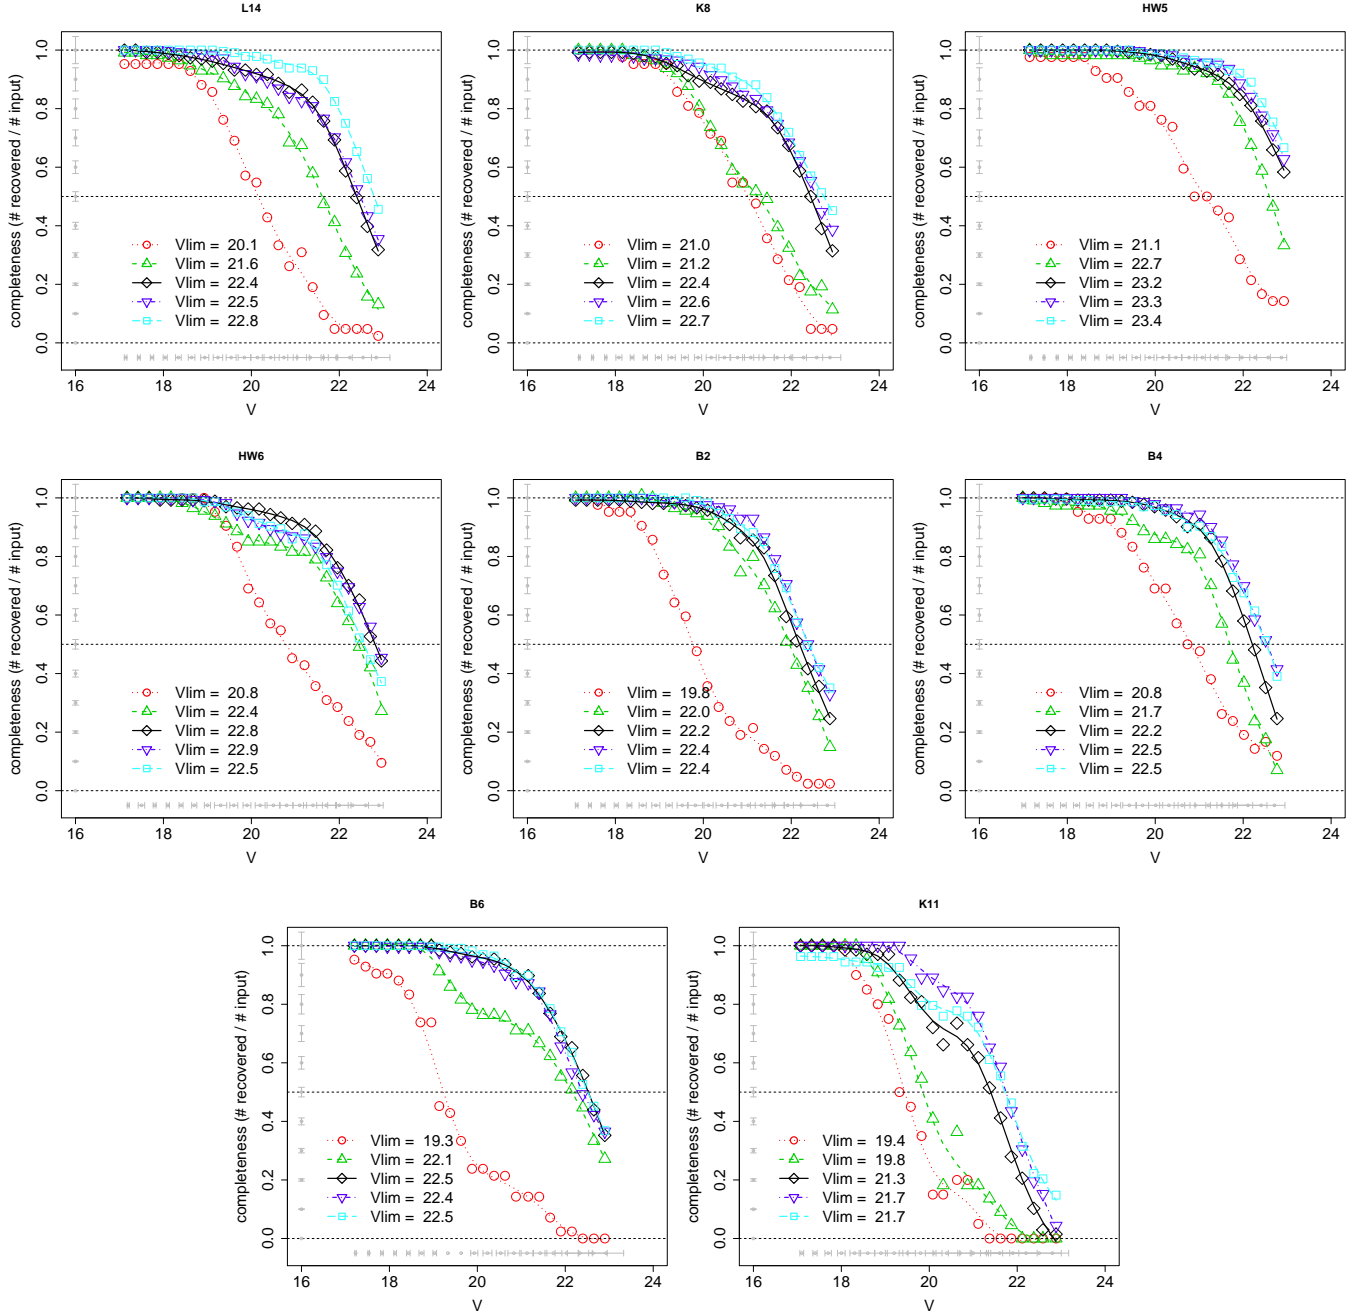 L14
completeness (# recovered / # input)
0.0 0.2 0.4 0.6 0.8 1.0
Vlim = 20.1
Vlim = 21.6
Vlim = 22.4
Vlim = 22.5
Vlim = 22.8
16 18 20 22 24
V
K8
completeness (# recovered / # input)
0.0 0.2 0.4 0.6 0.8 1.0
Vlim = 21.0
Vlim = 21.2
Vlim = 22.4
Vlim = 22.6
Vlim = 22.7
16 18 20 22 24
V
HW5
completeness (# recovered / # input)
0.0 0.2 0.4 0.6 0.8 1.0
Vlim = 21.1
Vlim = 22.7
Vlim = 23.2
Vlim = 23.3
Vlim = 23.4
16 18 20 22 24
V
HW6
completeness (# recovered / # input)
0.0 0.2 0.4 0.6 0.8 1.0
Vlim = 20.8
Vlim = 22.4
Vlim = 22.8
Vlim = 22.9
Vlim = 22.5
16 18 20 22 24
V
B2
completeness (# recovered / # input)
0.0 0.2 0.4 0.6 0.8 1.0
Vlim = 19.8
Vlim = 22.0
Vlim = 22.2
Vlim = 22.4
Vlim = 22.4
16 18 20 22 24
V
B4
completeness (# recovered / # input)
0.0 0.2 0.4 0.6 0.8 1.0
Vlim = 20.8
Vlim = 21.7
Vlim = 22.2
Vlim = 22.5
Vlim = 22.5
16 18 20 22 24
V
B6
completeness (# recovered / # input)
0.0 0.2 0.4 0.6 0.8 1.0
Vlim = 19.3
Vlim = 22.1
Vlim = 22.5
Vlim = 22.4
Vlim = 22.5
16 18 20 22 24
V
K11
completeness (# recovered / # input)
0.0 0.2 0.4 0.6 0.8 1.0
Vlim = 19.4
Vlim = 19.8
Vlim = 21.3
Vlim = 21.7
Vlim = 21.7
16 18 20 22 24
V